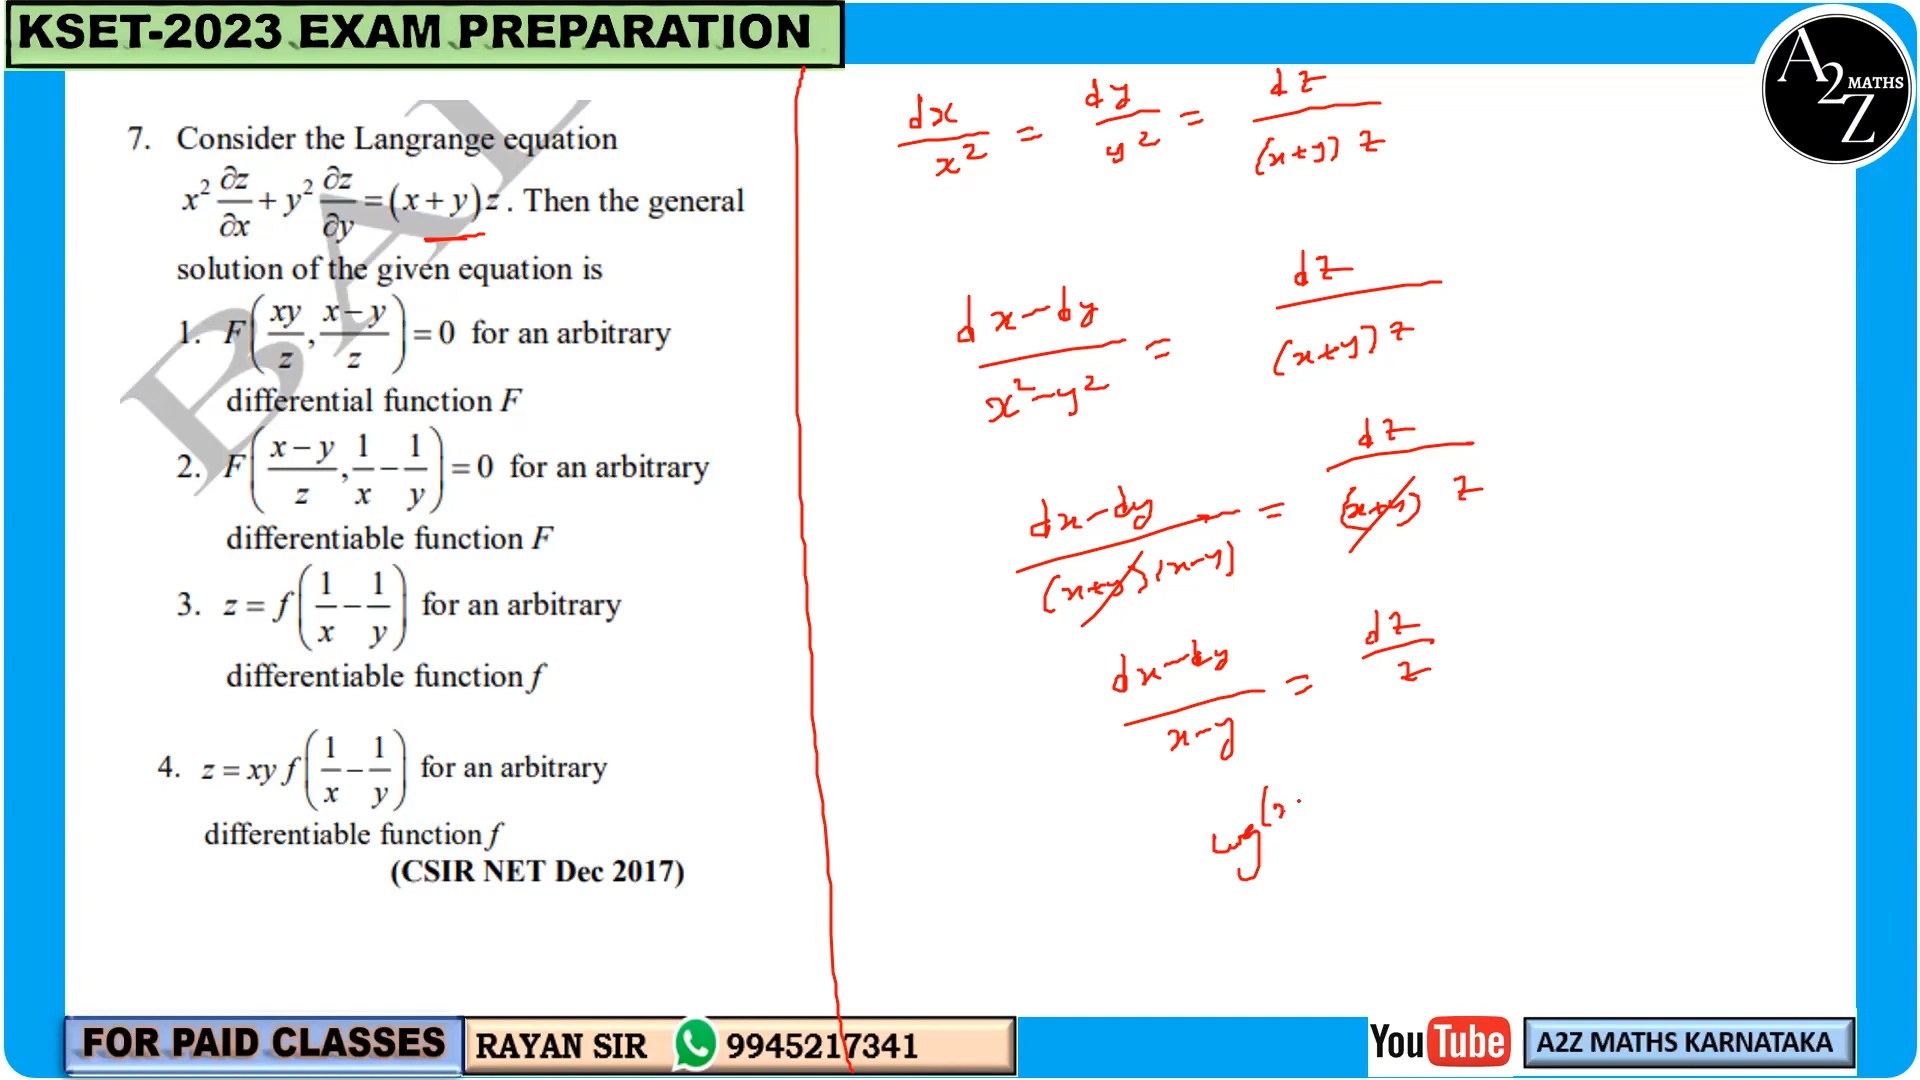 KSET-2023 EXAM PREPARATION
A2Z MATHS
BAL
7. Consider the Langrange equation
x² ∂z/∂x + y² ∂z/∂y = (x + y) z . Then the general
solution of the given equation is
1. F(xy/z, x − y/z) = 0 for an arbitrary
differential function F
2. F(x − y/z, 1/x − 1/y) = 0 for an arbitrary
differentiable function F
3. z = f(1/x − 1/y) for an arbitrary
differentiable function f
4. z = xy f(1/x − 1/y) for an arbitrary
differentiable function f
(CSIR NET Dec 2017)
dx/x² = dy/y² = dz/(x+y) z
dx−dy/x²−y² = dz/(x+y) z
dx−dy/(x+y)(x−y) = dz/(x+y) z
dx−dy/x−y = dz/z
log(x
FOR PAID CLASSES
RAYAN SIR 9945217341
YouTube
A2Z MATHS KARNATAKA